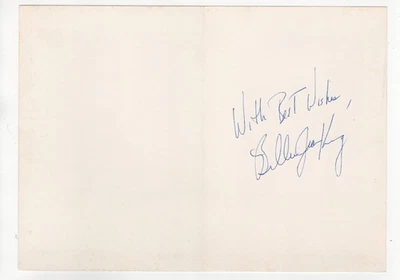 With Best Wishes,
Billie Jean King